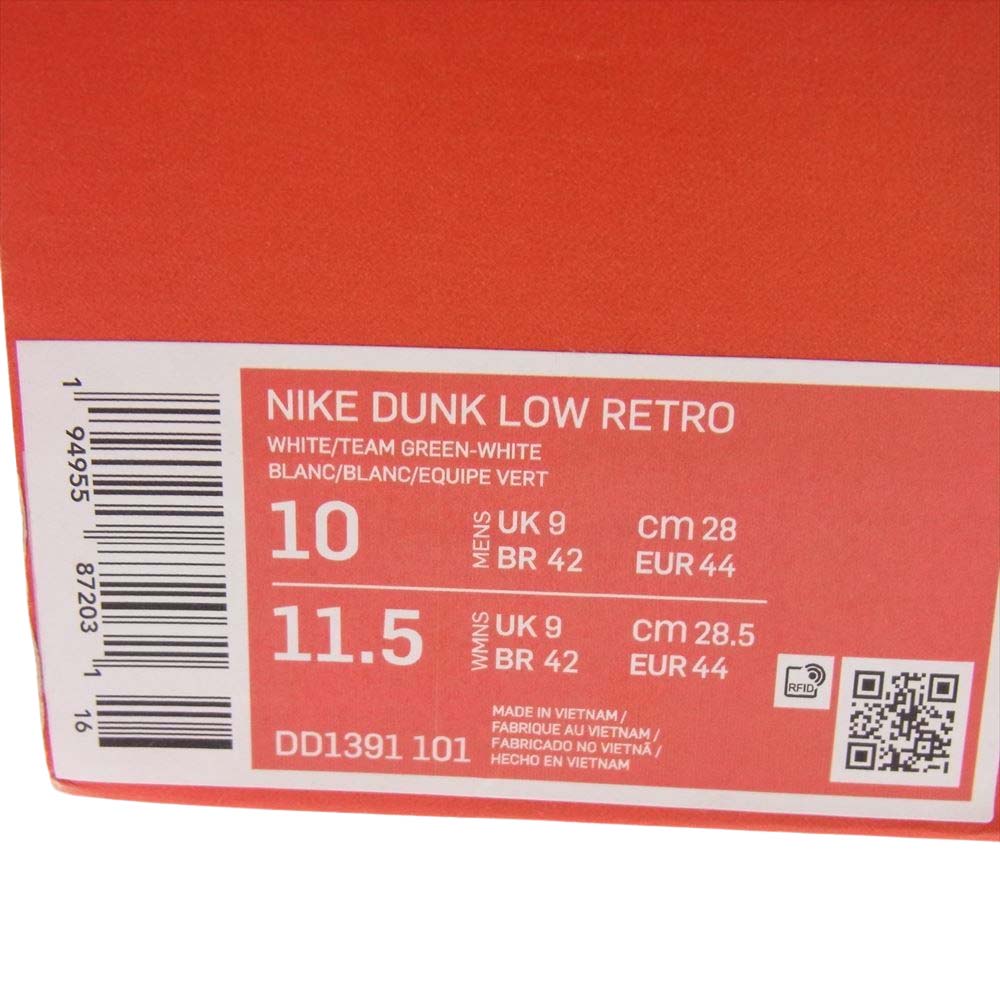 NIKE DUNK LOW RETRO
WHITE/TEAM GREEN-WHITE
BLANC/BLANC/EQUIPE VERT
10 MENS UK 9 cm 28
BR 42 EUR 44
11.5 WMNS UK 9 cm 28.5
BR 42 EUR 44
DD1391 101
MADE IN VIETNAM /
FABRIQUE AU VIETNAM /
FABRICADO NO VIETNÃ /
HECHO EN VIETNAM
RFID
1 94955 87203 1 16